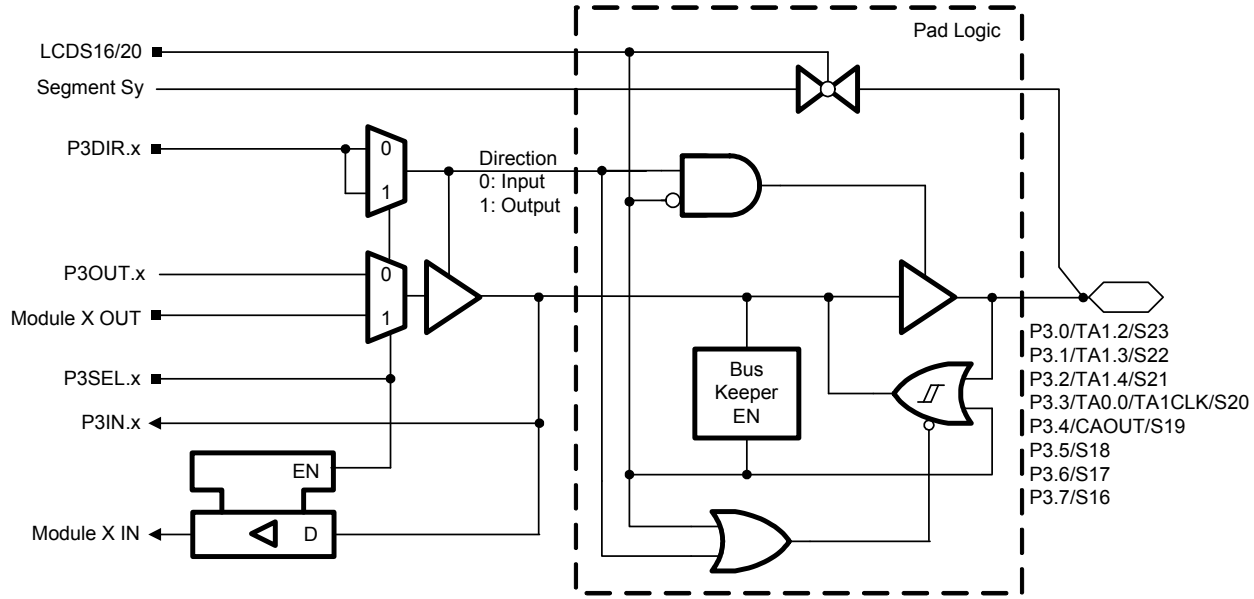 Pad Logic
LCDS16/20
Segment Sy
P3DIR.x
0
1
Direction
0: Input
1: Output
P3OUT.x
0
Module X OUT
1
P3SEL.x
P3IN.x
EN
D
Module X IN
Bus
Keeper
EN
P3.0/TA1.2/S23
P3.1/TA1.3/S22
P3.2/TA1.4/S21
P3.3/TA0.0/TA1CLK/S20
P3.4/CAOUT/S19
P3.5/S18
P3.6/S17
P3.7/S16